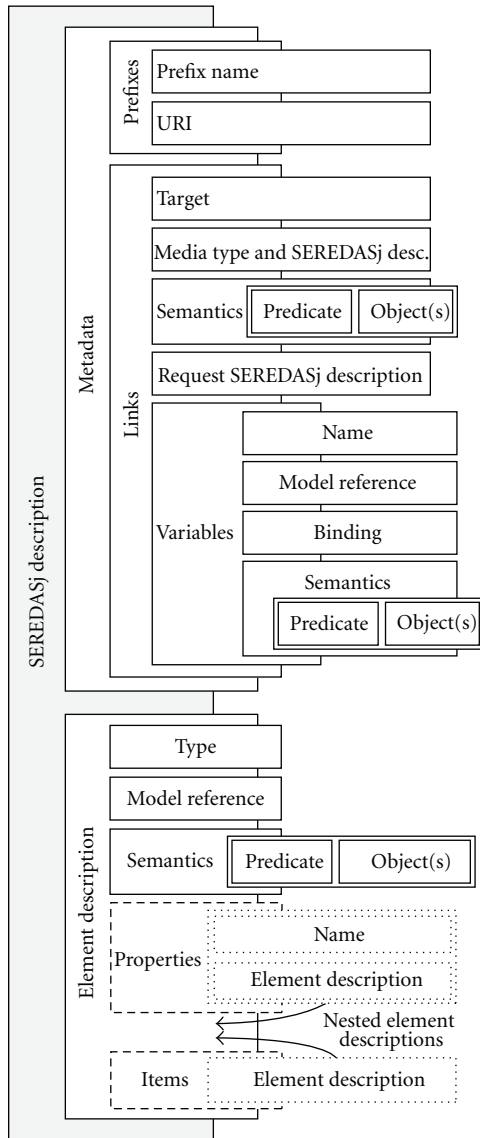 SEREDASj description
Metadata
Prefixes
Prefix name
URI
Links
Target
Media type and SEREDASj desc.
Semantics
Predicate
Object(s)
Request SEREDASj description
Variables
Name
Model reference
Binding
Semantics
Predicate
Object(s)
Element description
Type
Model reference
Semantics
Predicate
Object(s)
Properties
Name
Element description
Nested element
descriptions
Items
Element description